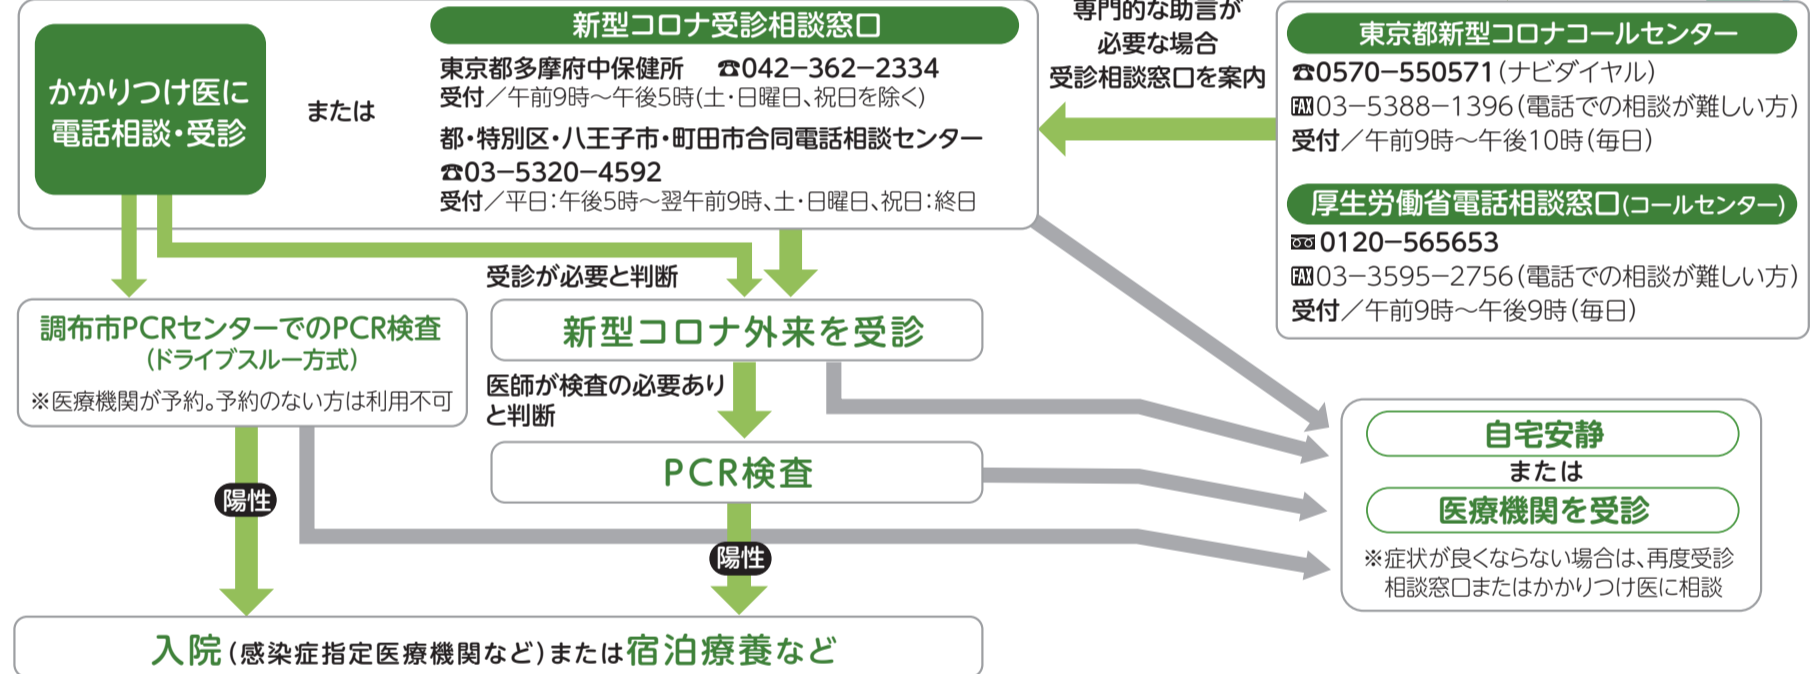 かかりつけ医に
電話相談・受診
または
新型コロナ受診相談窓口
東京都多摩府中保健所 ☎042−362−2334
受付／午前9時〜午後5時(土・日曜日、祝日を除く)
都・特別区・八王子市・町田市合同電話相談センター
☎03−5320−4592
受付／平日：午後5時〜翌午前9時、土・日曜日、祝日：終日
専門的な助言が
必要な場合
受診相談窓口を案内
東京都新型コロナコールセンター
☎0570−550571(ナビダイヤル)
FAX03−5388−1396(電話での相談が難しい方)
受付／午前9時〜午後10時(毎日)
厚生労働省電話相談窓口(コールセンター)
0120−565653
FAX03−3595−2756(電話での相談が難しい方)
受付／午前9時〜午後9時(毎日)
受診が必要と判断
調布市PCRセンターでのPCR検査
(ドライブスルー方式)
※医療機関が予約。予約のない方は利用不可
新型コロナ外来を受診
医師が検査の必要あり
と判断
PCR検査
陽性
陽性
自宅安静
または
医療機関を受診
※症状が良くならない場合は、再度受診
相談窓口またはかかりつけ医に相談
入院(感染症指定医療機関など)または宿泊療養など